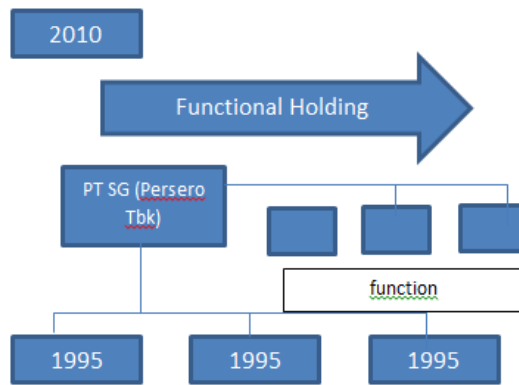 2010
Functional Holding
PT SG (Persero
Tbk)
function
1995
1995
1995